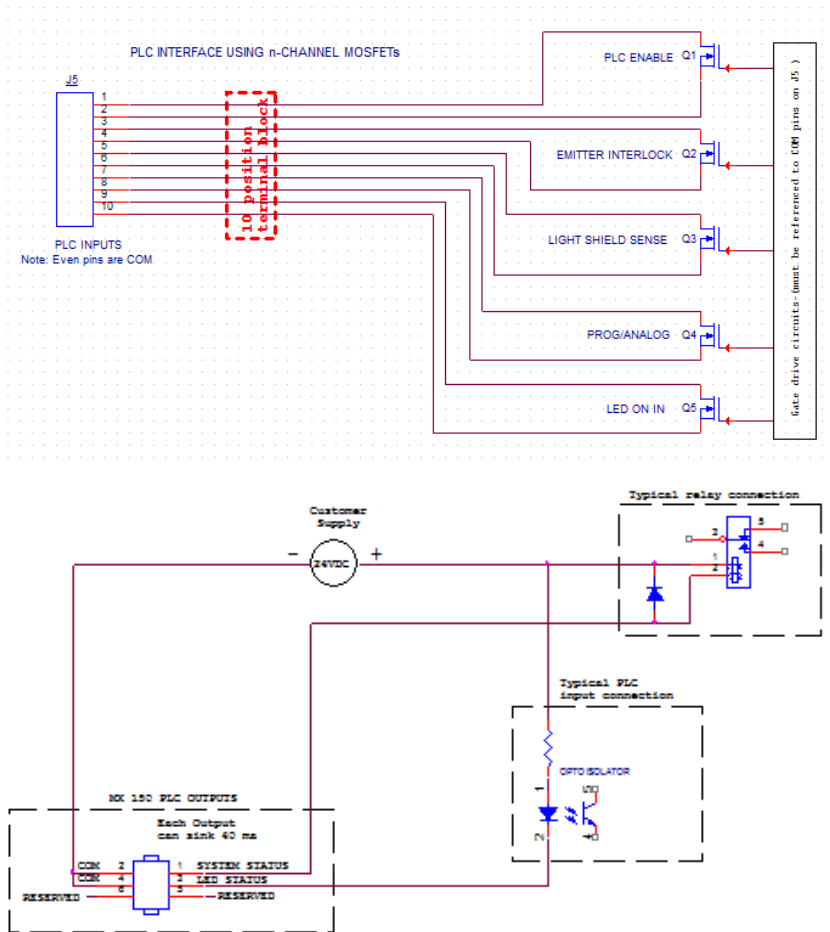 PLC INTERFACE USING n-CHANNEL MOSFETs
J5
1
2
3
4
5
6
7
8
9
10
10 position
terminal block
PLC INPUTS
Note: Even pins are COM
PLC ENABLE Q1
EMITTER INTERLOCK Q2
LIGHT SHIELD SENSE Q3
PROG/ANALOG Q4
LED ON IN Q5
Gate drive circuits-(must be referenced to COM pins on J5.)
Customer
Supply
- 24VDC +
Typical relay connection
3 5
4
1
2
Typical PLC
input connection
OPTO ISOLATOR
1 5
2 4
MX 150 PLC OUTPUTS
Each Output
can sink 40 ma
COM 2 1 SYSTEM STATUS
COM 4 3 LED STATUS
RESERVED 6 5 RESERVED